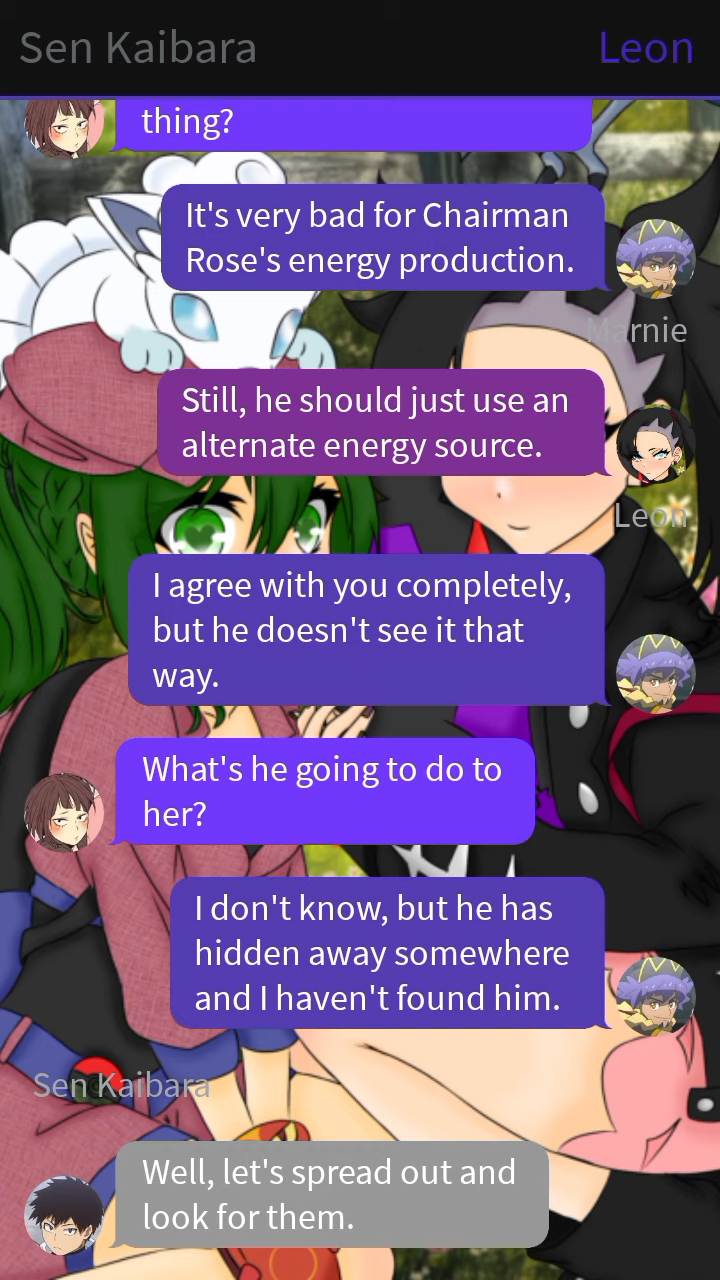 Sen Kaibara
Leon
thing?
It's very bad for Chairman
Rose's energy production.
Marnie
Still, he should just use an
alternate energy source.
Leon
I agree with you completely,
but he doesn't see it that
way.
What's he going to do to
her?
I don't know, but he has
hidden away somewhere
and I haven't found him.
Sen Kaibara
Well, let's spread out and
look for them.